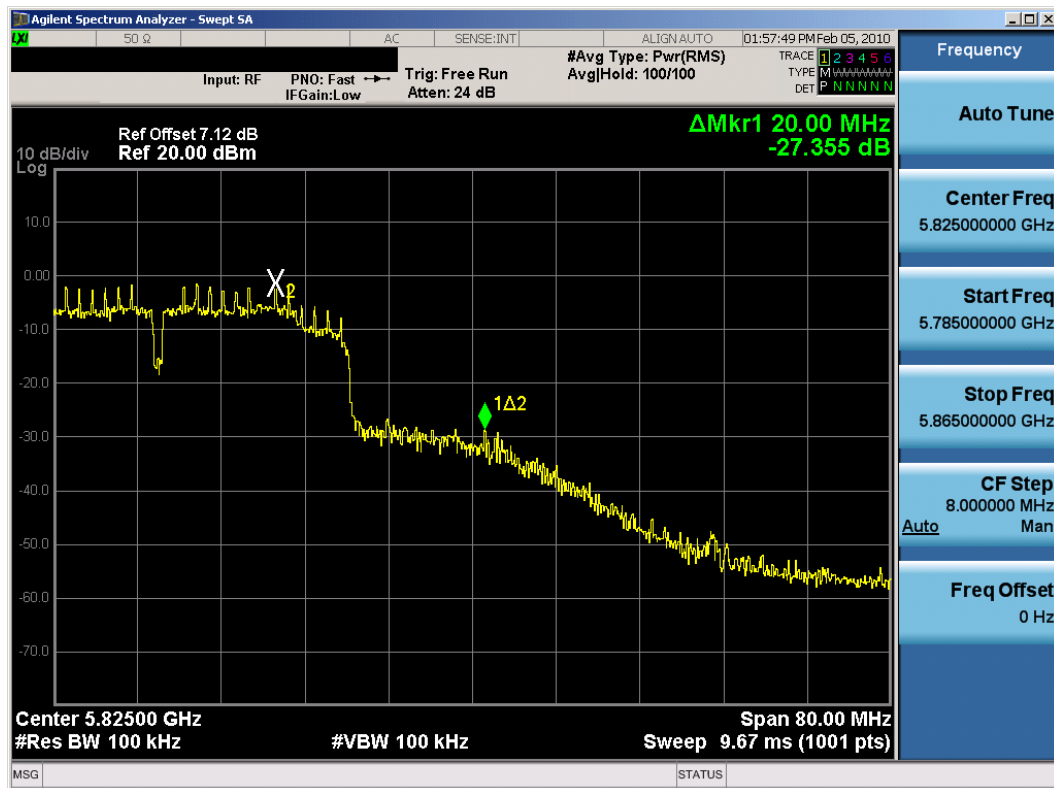 Agilent Spectrum Analyzer - Swept SA
LXI 50 Ω AC SENSE:INT ALIGN AUTO 01:57:49 PM Feb 05, 2010
Input: RF PNO: Fast IFGain:Low Trig: Free Run Atten: 24 dB #Avg Type: Pwr(RMS) Avg|Hold: 100/100
TRACE 1 2 3 4 5 6
TYPE M WWWWW
DET P N N N N N
ΔMkr1 20.00 MHz
-27.355 dB
Ref Offset 7.12 dB
10 dB/div Ref 20.00 dBm
Log
10.0
0.00
-10.0
-20.0
-30.0
-40.0
-50.0
-60.0
-70.0
X2
1Δ2
Center 5.82500 GHz Span 80.00 MHz
#Res BW 100 kHz #VBW 100 kHz Sweep 9.67 ms (1001 pts)
MSG STATUS
Frequency
Auto Tune
Center Freq
5.825000000 GHz
Start Freq
5.785000000 GHz
Stop Freq
5.865000000 GHz
CF Step
8.000000 MHz
Auto Man
Freq Offset
0 Hz